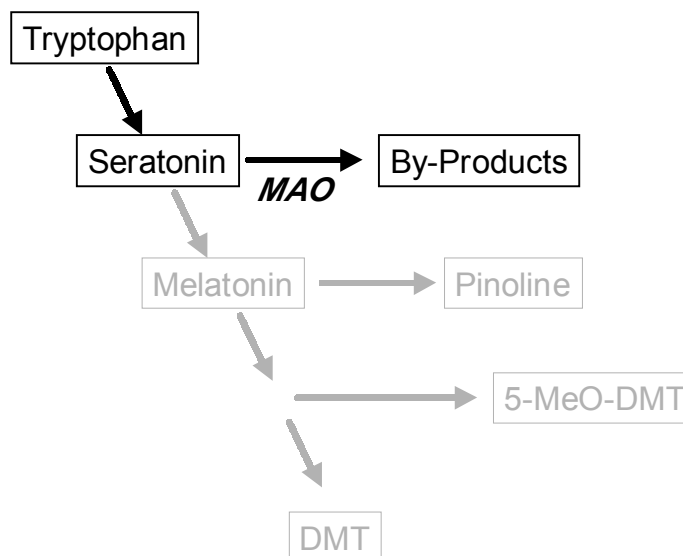 Tryptophan
Seratonin
MAO
By-Products
Melatonin
Pinoline
5-MeO-DMT
DMT